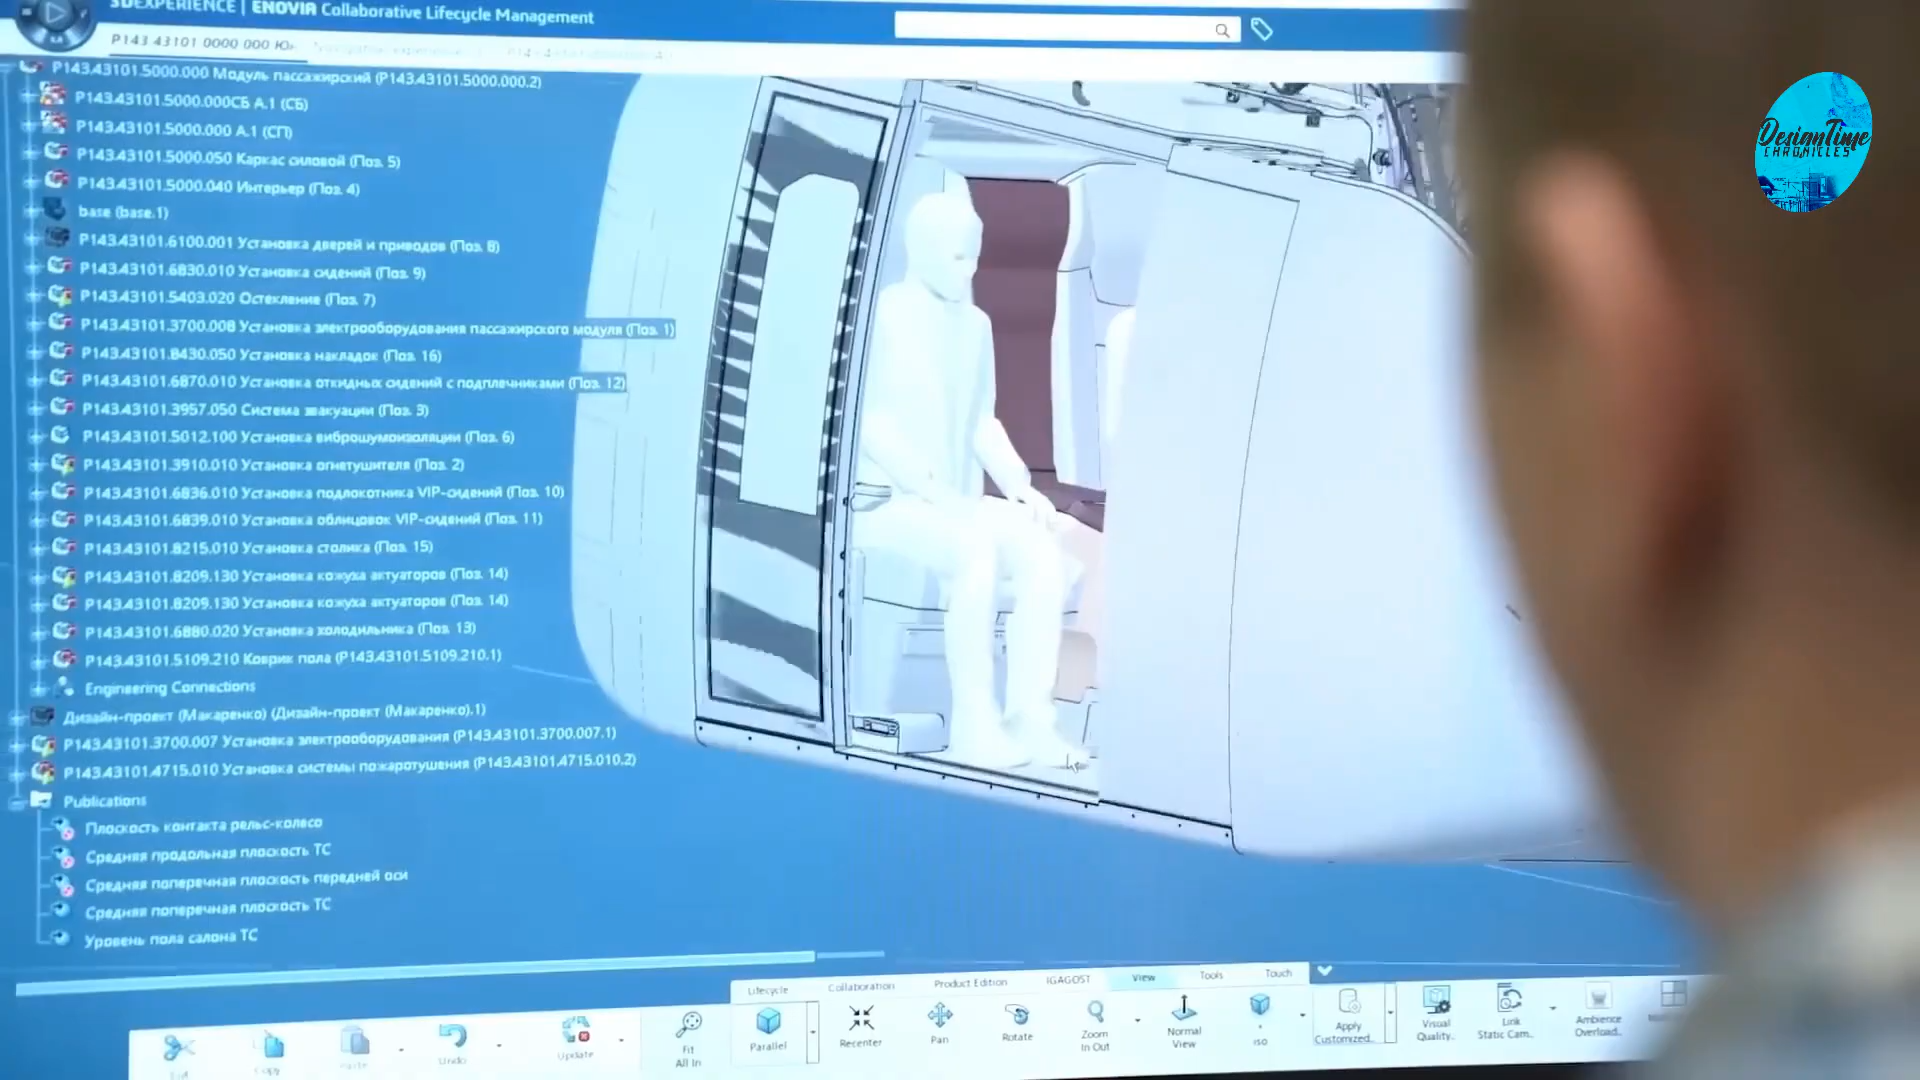 3DEXPERIENCE | ENOVIA Collaborative Lifecycle Management
P143 43101 0000 000
P143.43101.5000.000 Модуль пассажирский (P143.43101.5000.000.2)
P143.43101.5000.000СБ A.1 (СБ)
P143.43101.5000.000 A.1 (СП)
P143.43101.5000.050 Каркас силовой (Поз. 5)
P143.43101.5000.040 Интерьер (Поз. 4)
base (base.1)
P143.43101.6100.001 Установка дверей и приводов (Поз. 8)
P143.43101.6830.010 Установка сидений (Поз. 9)
P143.43101.5403.020 Остекление (Поз. 7)
P143.43101.3700.008 Установка электрооборудования пассажирского модуля (Поз. 1)
P143.43101.8430.050 Установка накладок (Поз. 16)
P143.43101.6870.010 Установка откидных сидений с подплечниками (Поз. 12)
P143.43101.3957.050 Система эвакуации (Поз. 3)
P143.43101.5012.100 Установка виброшумоизоляции (Поз. 6)
P143.43101.3910.010 Установка огнетушителя (Поз. 2)
P143.43101.6836.010 Установка подлокотника VIP-сидений (Поз. 10)
P143.43101.6839.010 Установка облицовок VIP-сидений (Поз. 11)
P143.43101.8215.010 Установка столика (Поз. 15)
P143.43101.8209.130 Установка кожуха актуаторов (Поз. 14)
P143.43101.8209.130 Установка кожуха актуаторов (Поз. 14)
P143.43101.6880.020 Установка холодильника (Поз. 13)
P143.43101.5109.210 Коврик пола (P143.43101.5109.210.1)
Engineering Connections
Дизайн-проект (Макаренко) (Дизайн-проект (Макаренко).1)
P143.43101.3700.007 Установка электрооборудования (P143.43101.3700.007.1)
P143.43101.4715.010 Установка системы пожаротушения (P143.43101.4715.010.2)
Publications
Плоскость контакта рельс-колесо
Средняя продольная плоскость ТС
Средняя поперечная плоскость передней оси
Средняя поперечная плоскость ТС
Уровень пола салона ТС
DesignTime
CHRONICLES
Lifecycle Collaboration Product Edition IGAGOST View Tools Touch
Cut Copy Paste Undo Update Fit All In Parallel Recenter Pan Rotate Zoom In Out Normal View iso Apply Customized.. Visual Quality.. Link Static Cam.. Ambience Overload..